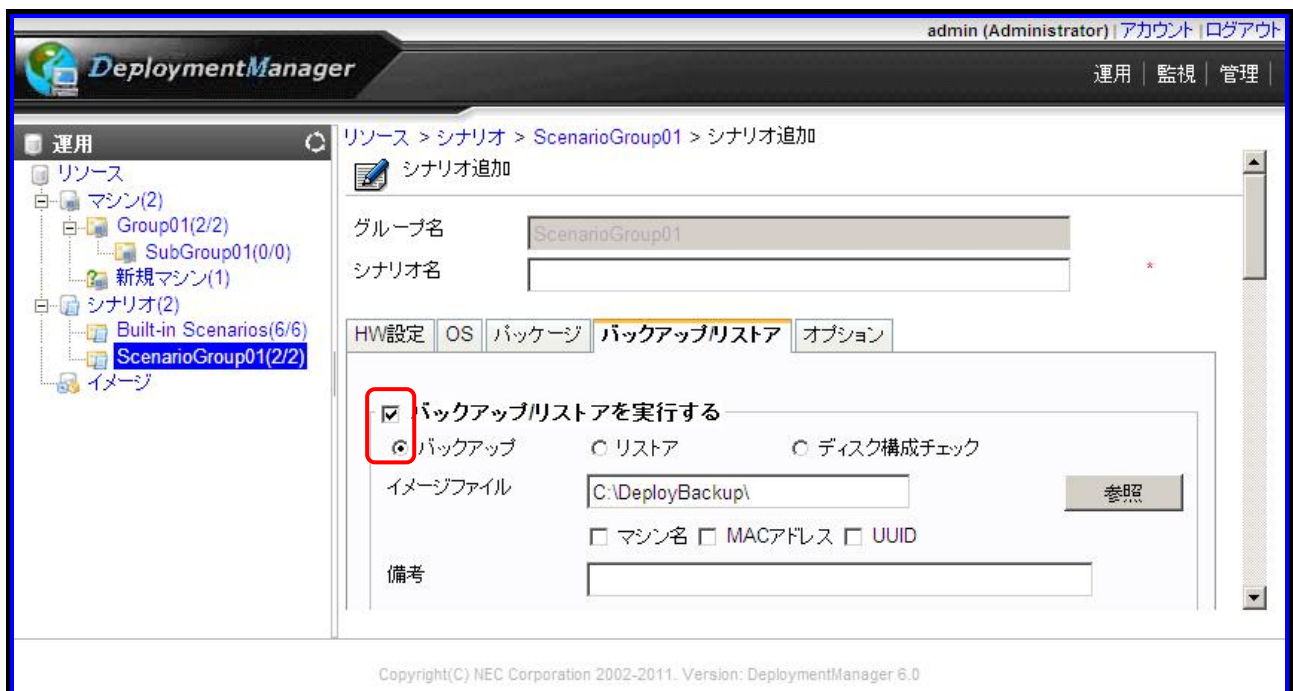 admin (Administrator) | アカウント | ログアウト
DeploymentManager
運用 | 監視 | 管理 |
運用
リソース
マシン(2)
Group01(2/2)
SubGroup01(0/0)
新規マシン(1)
シナリオ(2)
Built-in Scenarios(6/6)
ScenarioGroup01(2/2)
イメージ
リソース > シナリオ > ScenarioGroup01 > シナリオ追加
シナリオ追加
グループ名 ScenarioGroup01
シナリオ名 *
HW設定 OS パッケージ バックアップ/リストア オプション
バックアップ/リストアを実行する
バックアップ リストア ディスク構成チェック
イメージファイル C:\DeployBackup\ 参照
マシン名 MACアドレス UUID
備考
Copyright(C) NEC Corporation 2002-2011. Version: DeploymentManager 6.0